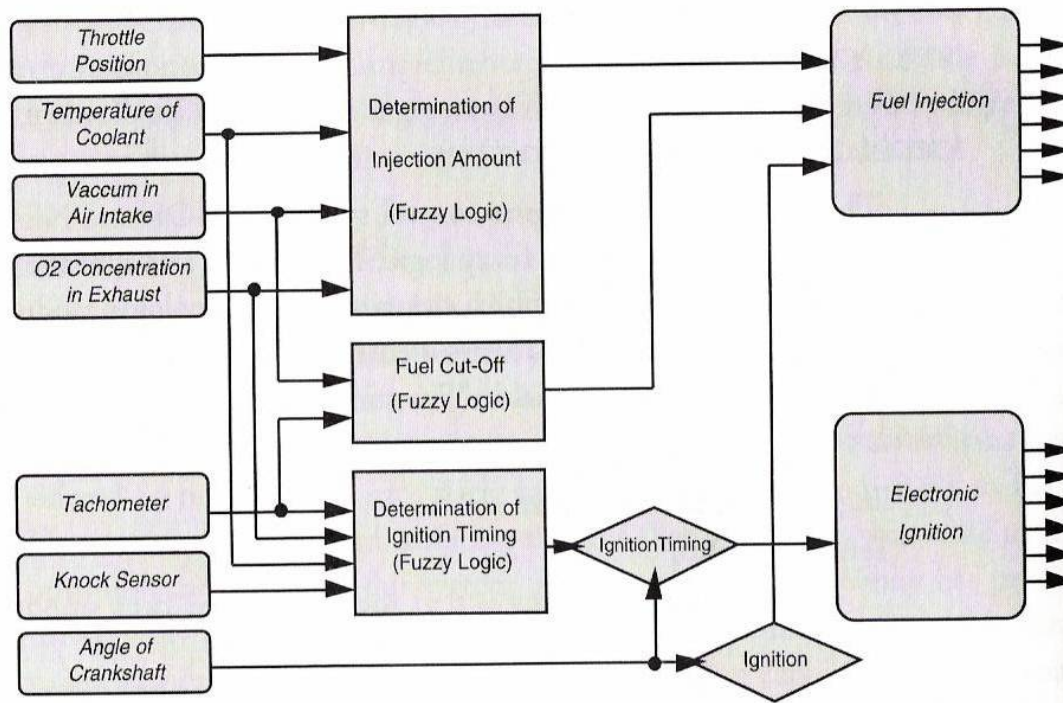 Throttle
Position
Temperature of
Coolant
Vaccum in
Air Intake
O2 Concentration
in Exhaust
Determination of
Injection Amount
(Fuzzy Logic)
Fuel Injection
Fuel Cut-Off
(Fuzzy Logic)
Tachometer
Knock Sensor
Angle of
Crankshaft
Determination of
Ignition Timing
(Fuzzy Logic)
IgnitionTiming
Ignition
Electronic
Ignition